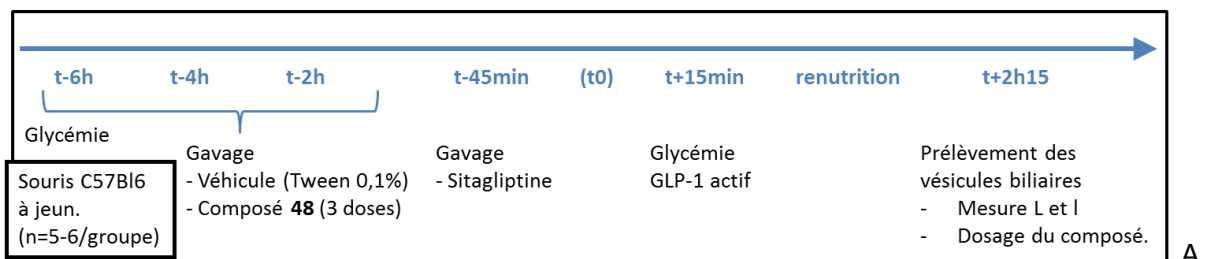 t-6h t-4h t-2h t-45min (t0) t+15min renutrition t+2h15
Glycémie
Souris C57Bl6
à jeun.
(n=5-6/groupe)
Gavage
- Véhicule (Tween 0,1%)
- Composé 48 (3 doses)
Gavage
- Sitagliptine
Glycémie
GLP-1 actif
Prélèvement des
vésicules biliaires
- Mesure L et l
- Dosage du composé.
A